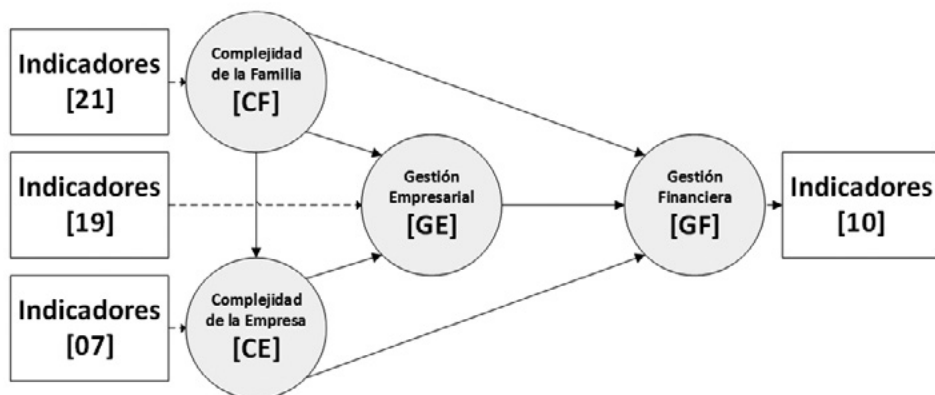 Indicadores
[21]
Complejidad
de la Familia
[CF]
Indicadores
[19]
Gestión
Empresarial
[GE]
Gestión
Financiera
[GF]
Indicadores
[10]
Indicadores
[07]
Complejidad
de la Empresa
[CE]